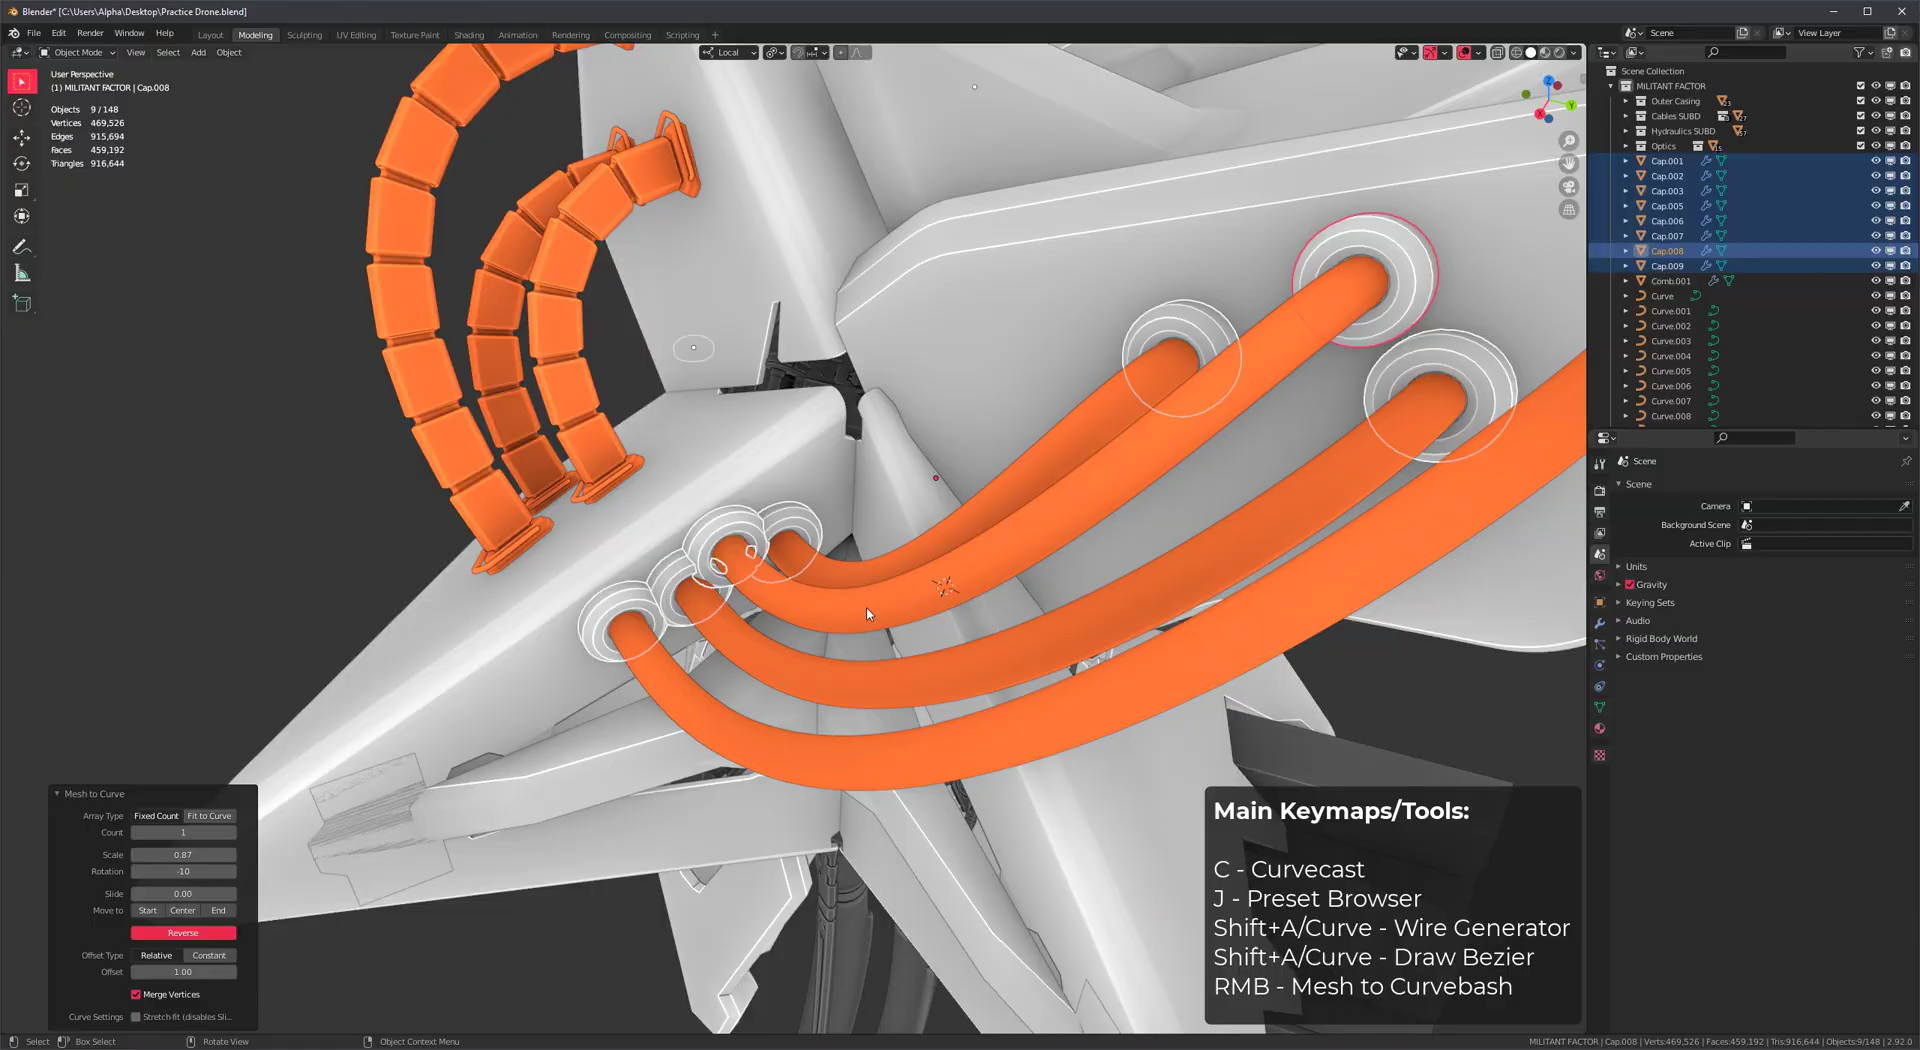 Blender* [C:\Users\Alpha\Desktop\Practice Drone.blend]
File Edit Render Window Help
Layout Modeling Sculpting UV Editing Texture Paint Shading Animation Rendering Compositing Scripting +
Scene
View Layer
Object Mode View Select Add Object
Local
User Perspective
(1) MILITANT FACTOR | Cap.008
Objects 9 / 148
Vertices 469,526
Edges 915,694
Faces 459,192
Triangles 916,644
Z
Y
X
Scene Collection
MILITANT FACTOR
Outer Casing 23
Cables SUBD 27
Hydraulics SUBD 57
Optics 15
Cap.001
Cap.002
Cap.003
Cap.005
Cap.006
Cap.007
Cap.008
Cap.009
Comb.001
Curve
Curve.001
Curve.002
Curve.003
Curve.004
Curve.005
Curve.006
Curve.007
Curve.008
Scene
Scene
Camera
Background Scene
Active Clip
Units
Gravity
Keying Sets
Audio
Rigid Body World
Custom Properties
Mesh to Curve
Array Type Fixed Count Fit to Curve
Count 1
Scale 0.87
Rotation -10
Slide 0.00
Move to Start Center End
Reverse
Offset Type Relative Constant
Offset 1.00
Merge Vertices
Curve Settings Stretch-fit (disables Sli...
Main Keymaps/Tools:
C - Curvecast
J - Preset Browser
Shift+A/Curve - Wire Generator
Shift+A/Curve - Draw Bezier
RMB - Mesh to Curvebash
Select Box Select Rotate View Object Context Menu
MILITANT FACTOR | Cap.008 | Verts:469,526 | Faces:459,192 | Tris:916,644 | Objects:9/148 | 2.92.0